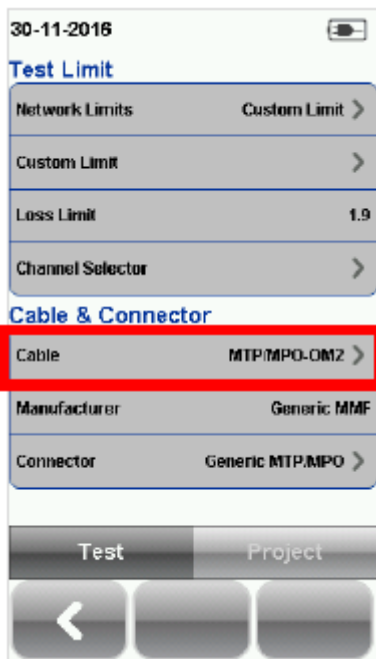 30-11-2016
Test Limit
Network Limits Custom Limit
Custom Limit
Loss Limit 1.9
Channel Selector
Cable & Connector
Cable MTP/MPO-OM2
Manufacturer Generic MMF
Connector Generic MTP/MPO
Test Project